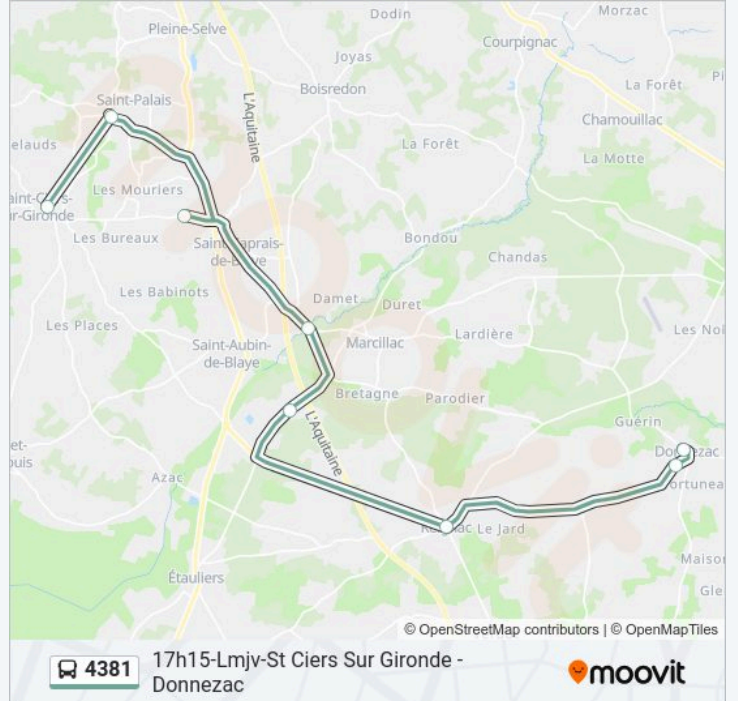 Dodin
Morzac
Pleine-Selve
Courpignac
Joyas
Boisredon
La Forêt
Saint-Palais
L'Aquitaine
Chamouillac
La Forêt
La Motte
Les Mouriers
Les Bureaux
Bondou
de-Blaye
Chandas
Les Babinots
Damet
Duret
Les Places
Lardière
Marcillac
Saint-Aubin-
de-Blaye
Bretagne
Parodier
Guérin
L'Aquitaine
Azac
Le Jard
Étauliers
© OpenStreetMap contributors | © OpenMapTiles
4381
17h15-Lmjv-St Ciers Sur Gironde -
Donnezac
moovit